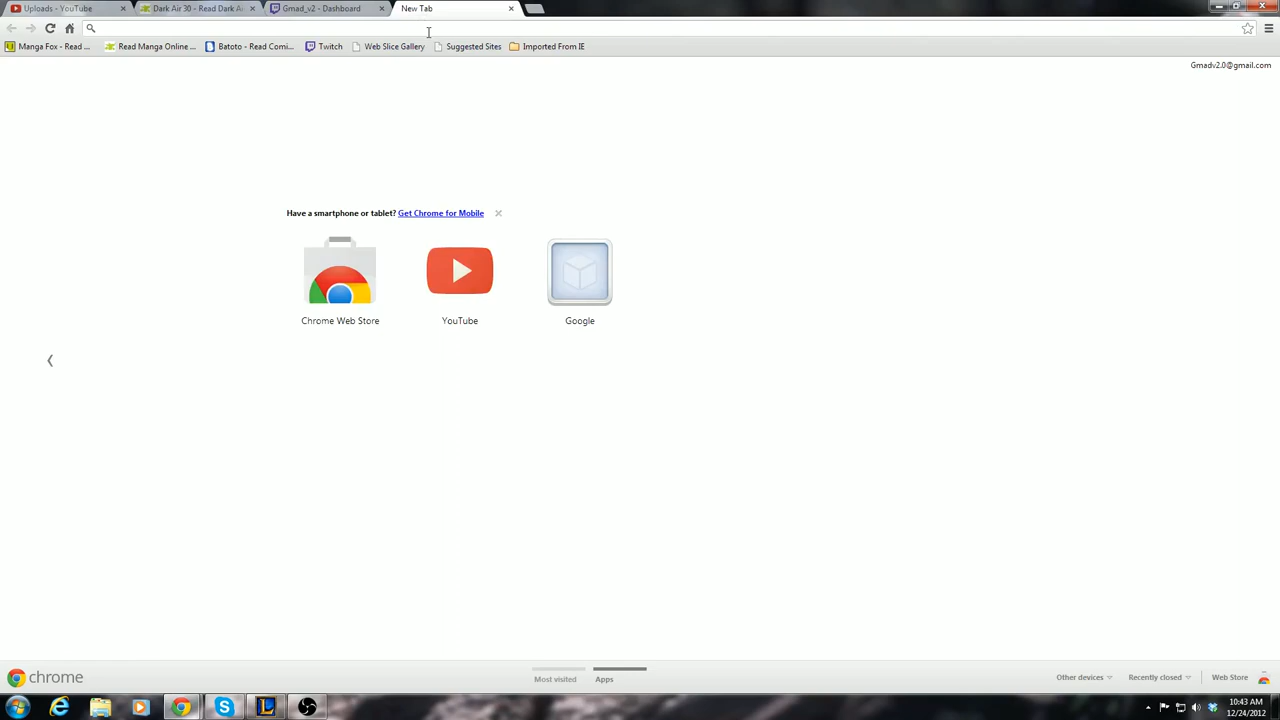 Uploads - YouTube
Dark Air 30 - Read Dark Ai
Gmad_v2 - Dashboard
New Tab
Manga Fox - Read ...
Read Manga Online ...
Batoto - Read Comi...
Twitch
Web Slice Gallery
Suggested Sites
Imported From IE
Gmadv2.0@gmail.com
Have a smartphone or tablet? Get Chrome for Mobile
Chrome Web Store
YouTube
Google
chrome
Most visited
Apps
Other devices
Recently closed
Web Store
10:43 AM
12/24/2012